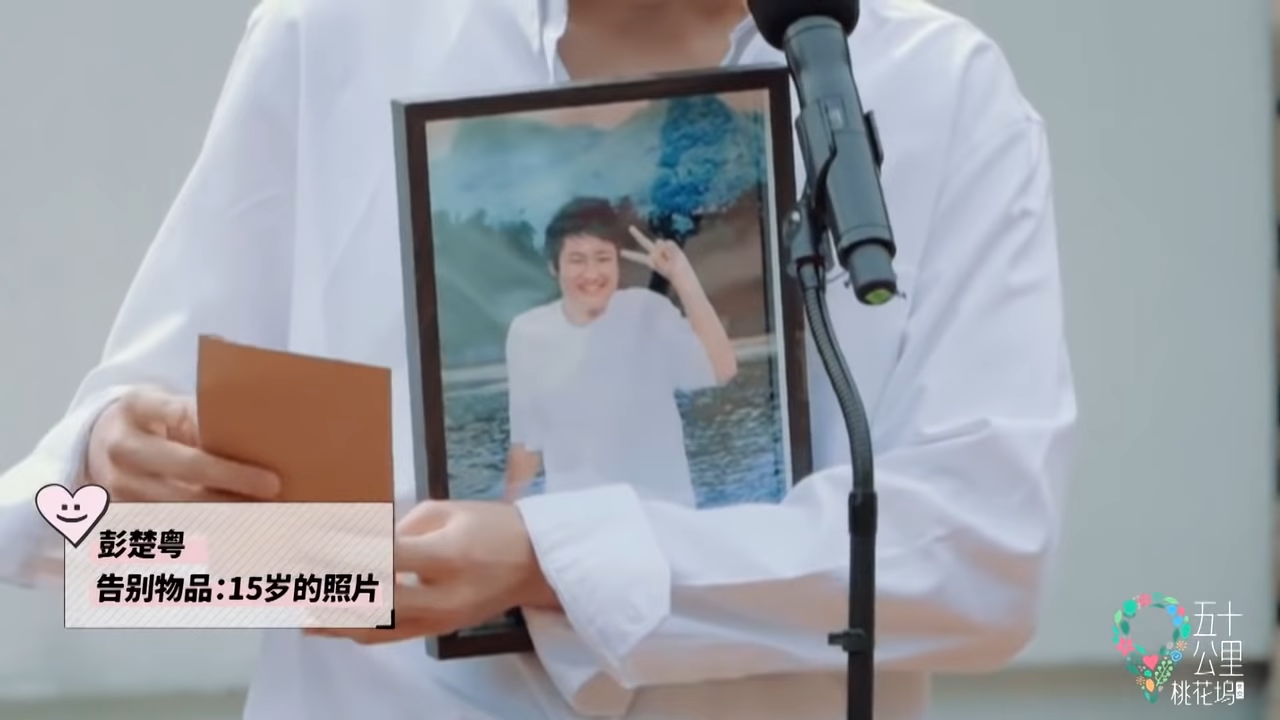 彭楚粤
告别物品：15岁的照片
五十
公里
桃花坞